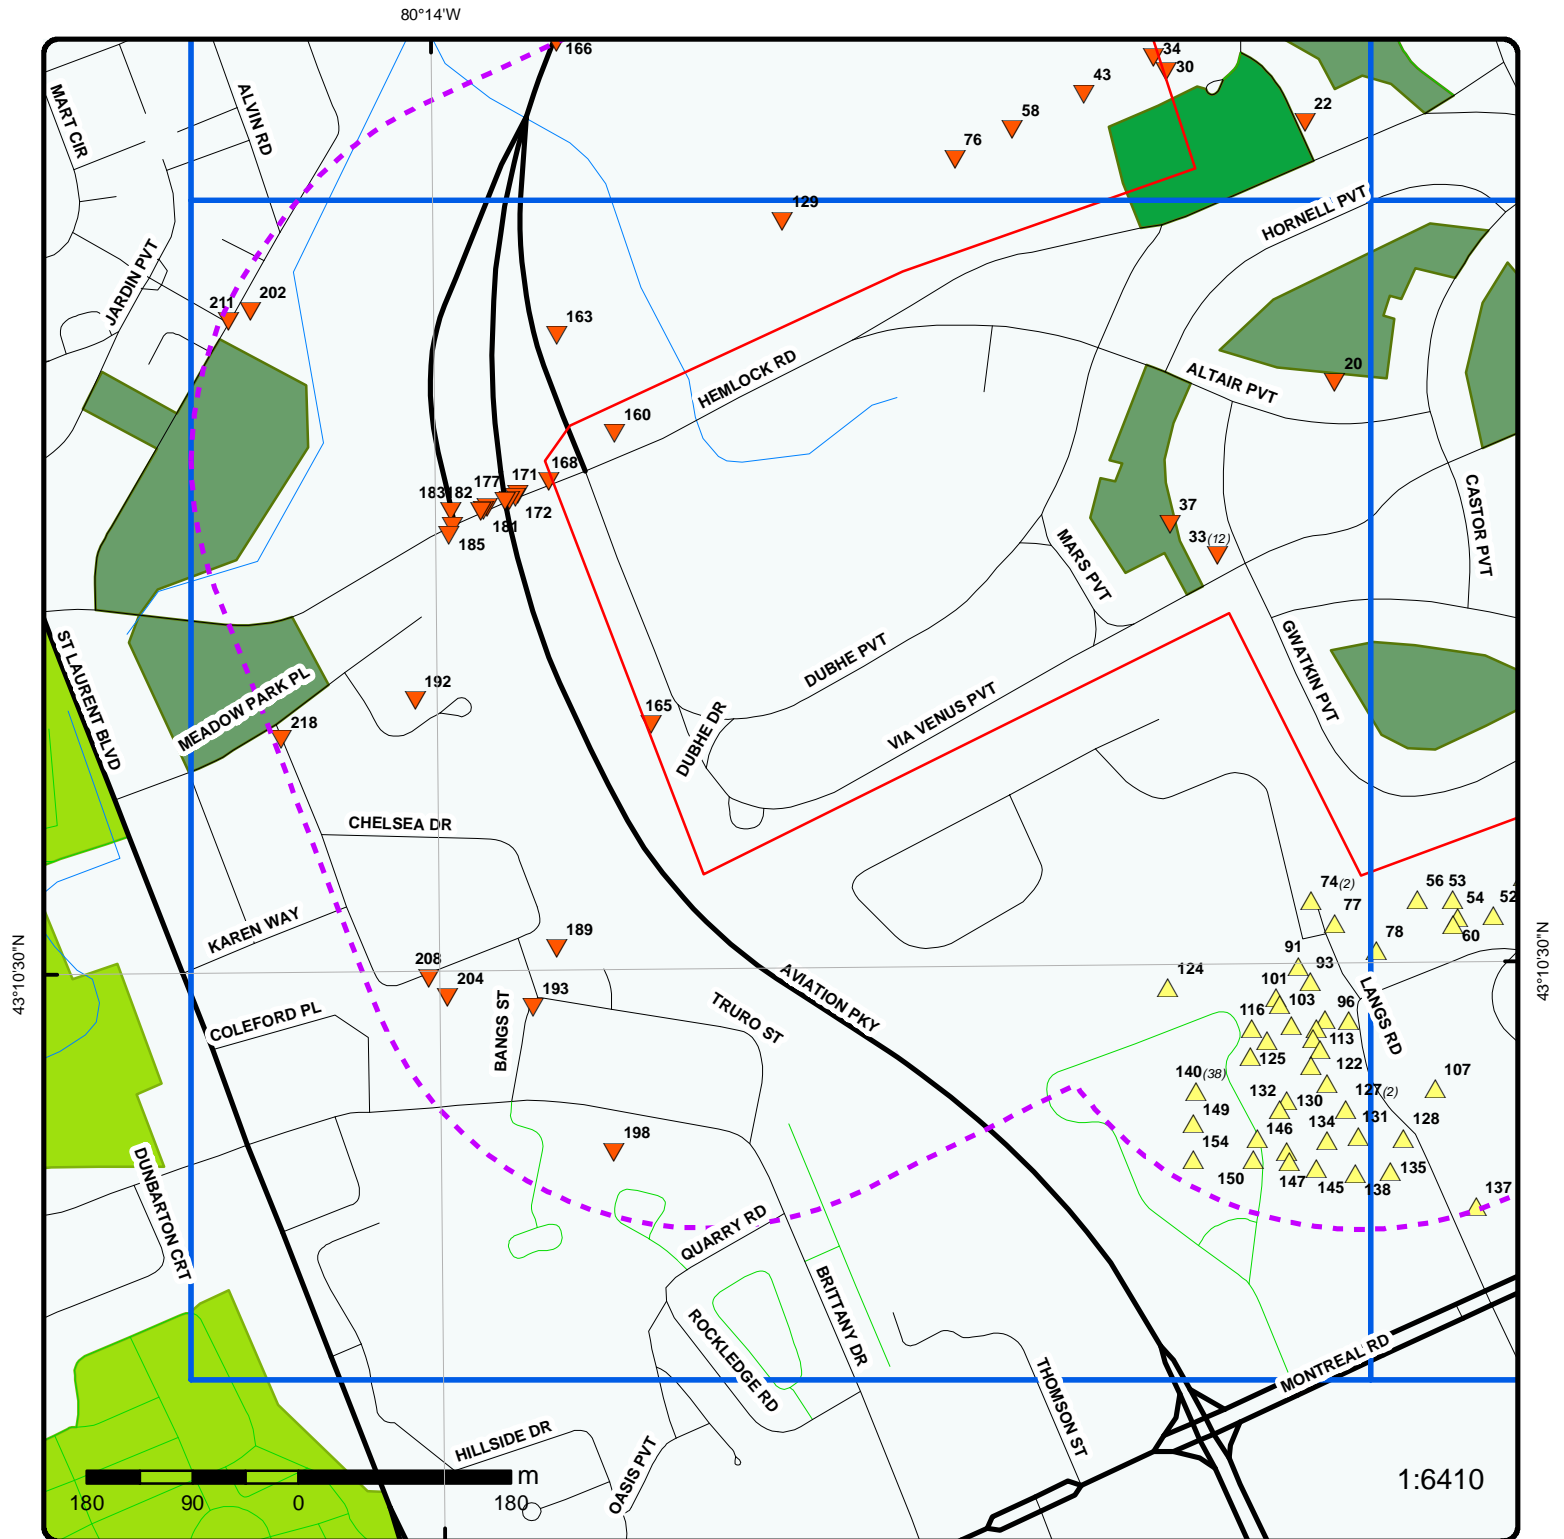 80°14'W
166
34
30
43
22
58
76
129
MART CIR
ALVIN RD
HORNELL PVT
JARDIN PVT
211
202
163
20
HEMLOCK RD
ALTAIR PVT
160
168
171
177
183
182
172
181
185
37
33(12)
CASTOR PVT
MARS PVT
ST LAURENT BLVD
MEADOW PARK PL
192
218
165
DUBHE DR
DUBHE PVT
VIA VENUS PVT
GWATKIN PVT
CHELSEA DR
KAREN WAY
74(2)
77
56
53
54
52
60
78
91
93
43°10'30"N
43°10'30"N
208
204
189
193
AVIATION PKY
124
101
103
96
116
113
LANGS RD
COLEFORD PL
BANGS ST
TRURO ST
125
122
140(38)
127(2)
107
149
132
130
131
128
146
134
154
150
147
145
138
135
137
198
DUNBARTON CRT
QUARRY RD
BRITTANY DR
ROCKLEDGE RD
THOMSON ST
MONTREAL RD
HILLSIDE DR
OASIS PVT
m
180
90
0
180
1:6410